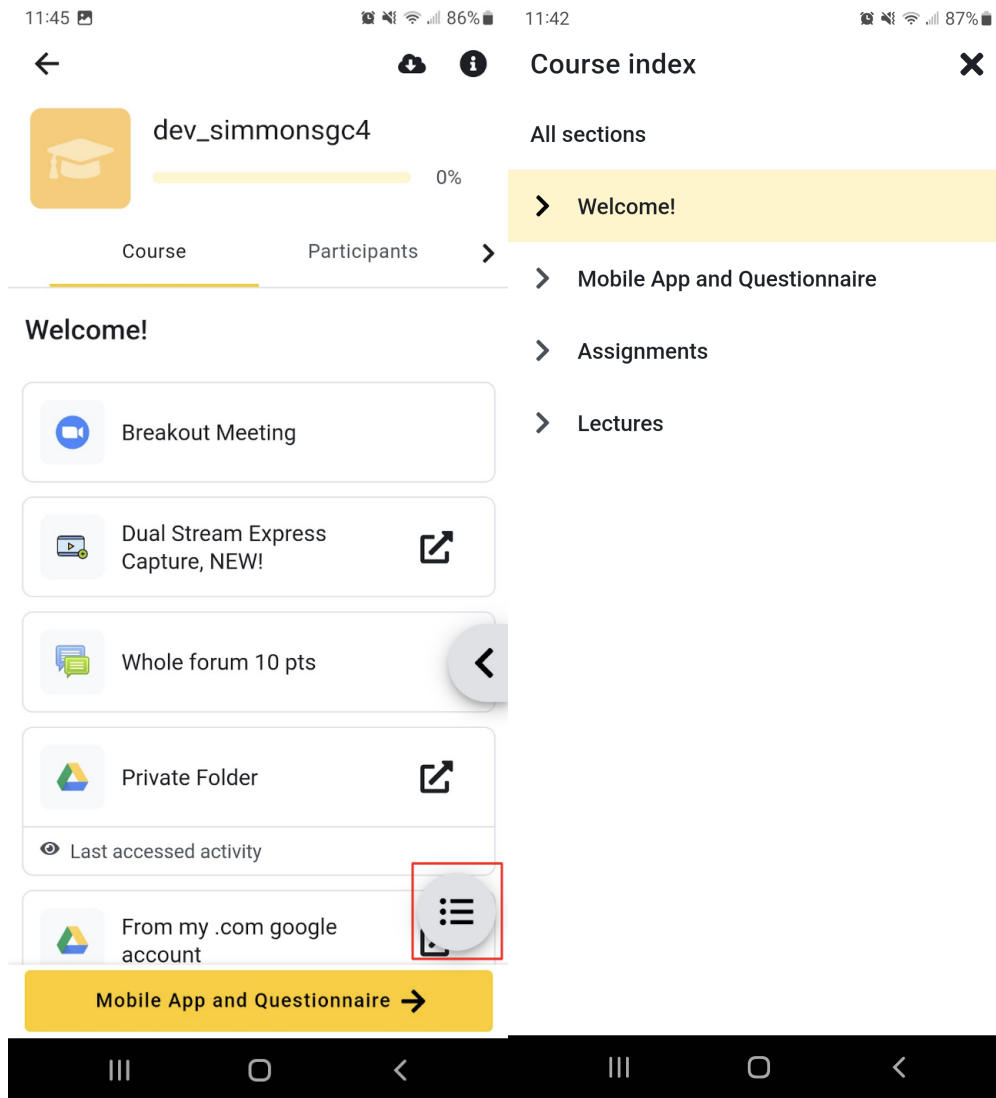 11:45
86%
dev_simmonsgc4
0%
Course
Participants
Welcome!
Breakout Meeting
Dual Stream Express
Capture, NEW!
Whole forum 10 pts
Private Folder
Last accessed activity
From my .com google
account
Mobile App and Questionnaire
11:42
87%
Course index
All sections
Welcome!
Mobile App and Questionnaire
Assignments
Lectures